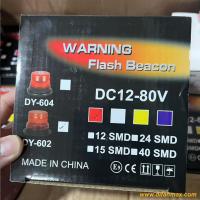 WARNING
Flash Beacon
DC12-80V
DY-604
DY-602
12 SMD 24 SMD
15 SMD 40 SMD
MADE IN CHINA